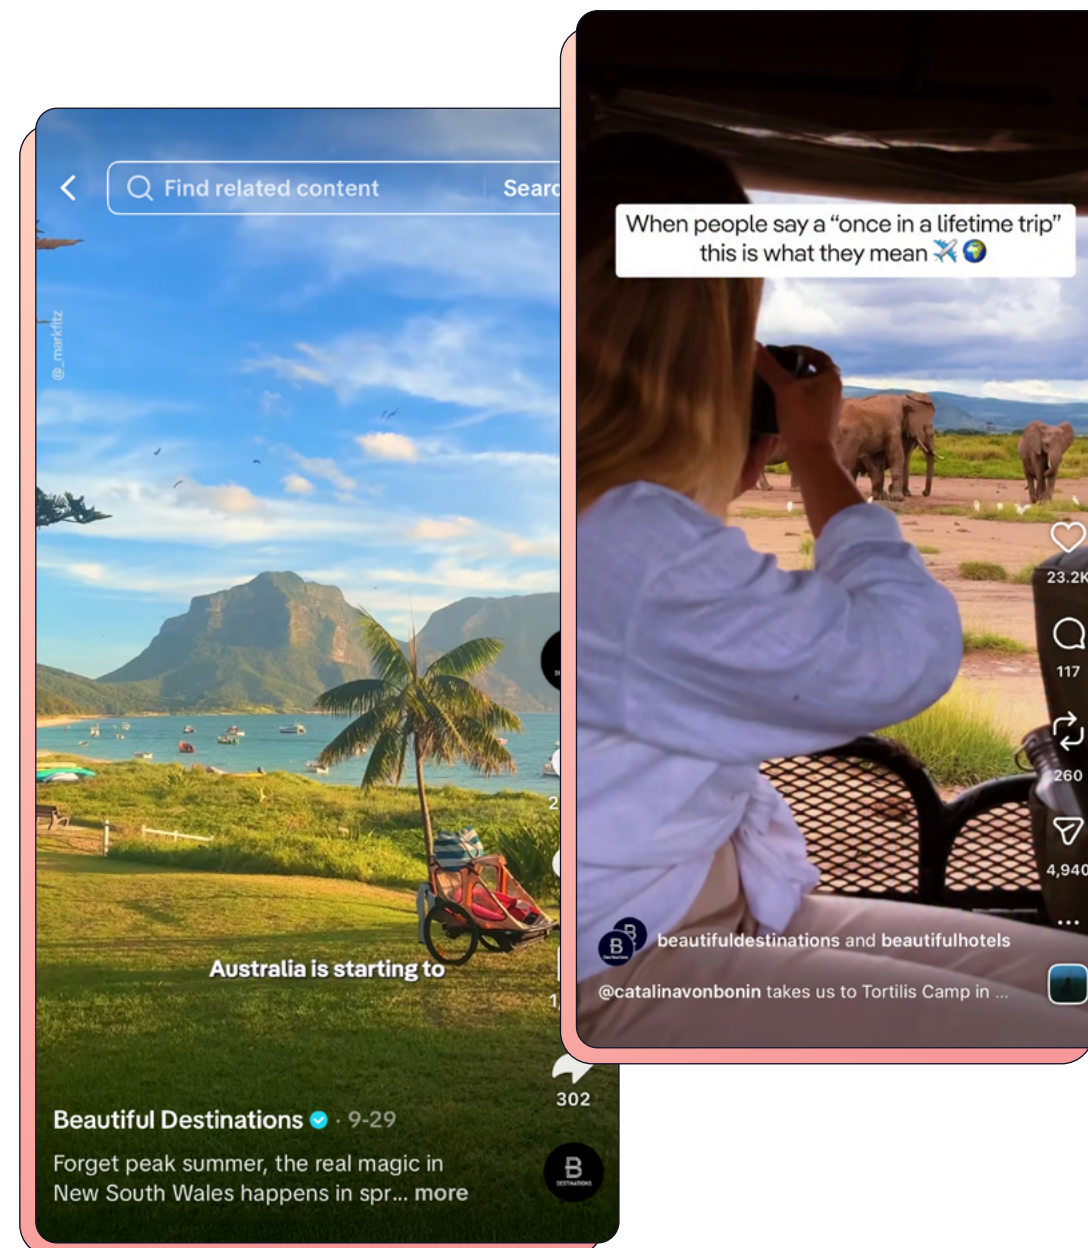 Find related content
Searc
@_markfitz
Australia is starting to
302
Beautiful Destinations · 9-29
Forget peak summer, the real magic in
New South Wales happens in spr... more
B
DESTINATIONS
When people say a “once in a lifetime trip”
this is what they mean ✈️🌍
23.2K
117
260
4,940
...
B
B
Destinations
beautifuldestinations and beautifulhotels
@catalinavonbonin takes us to Tortilis Camp in ...